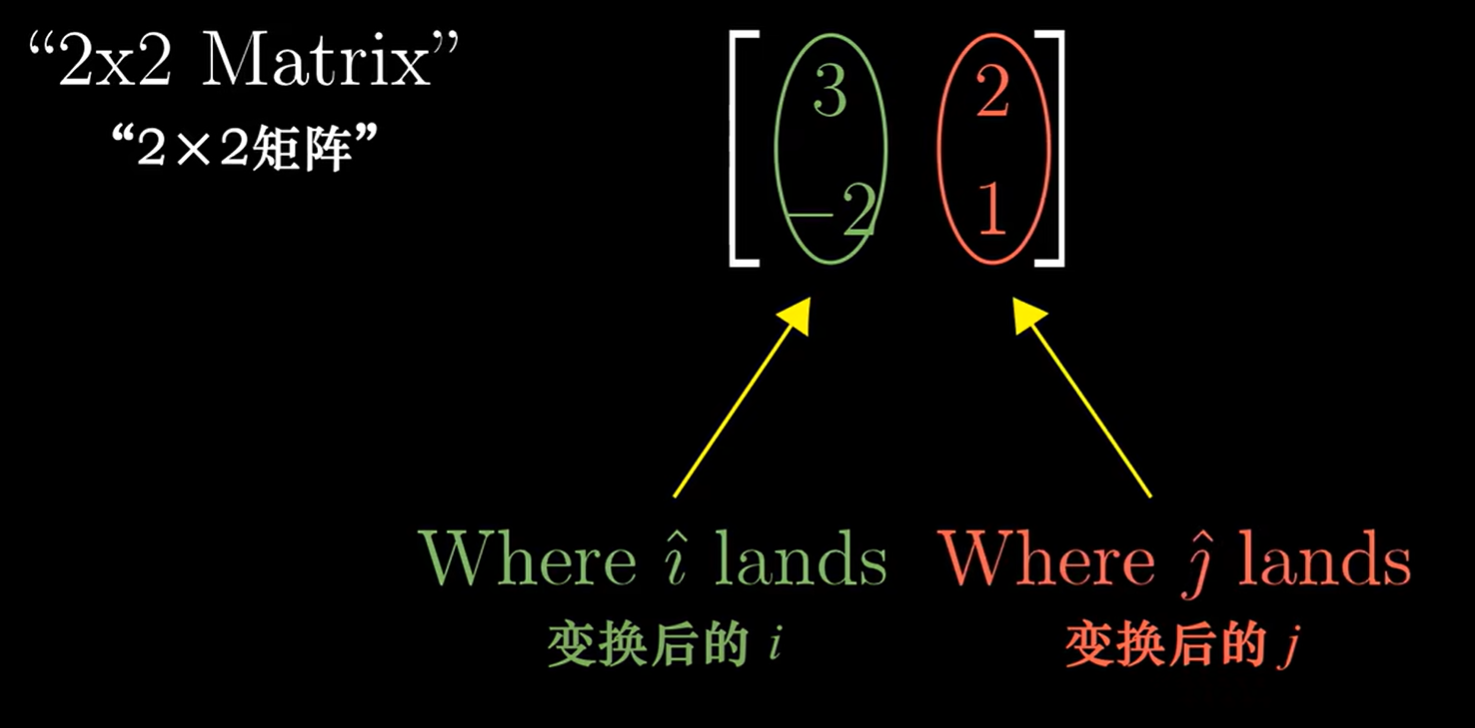 “2x2 Matrix”
“2×2矩阵”
3 2
−2 1
Where î lands
变换后的 i
Where ĵ lands
变换后的 j